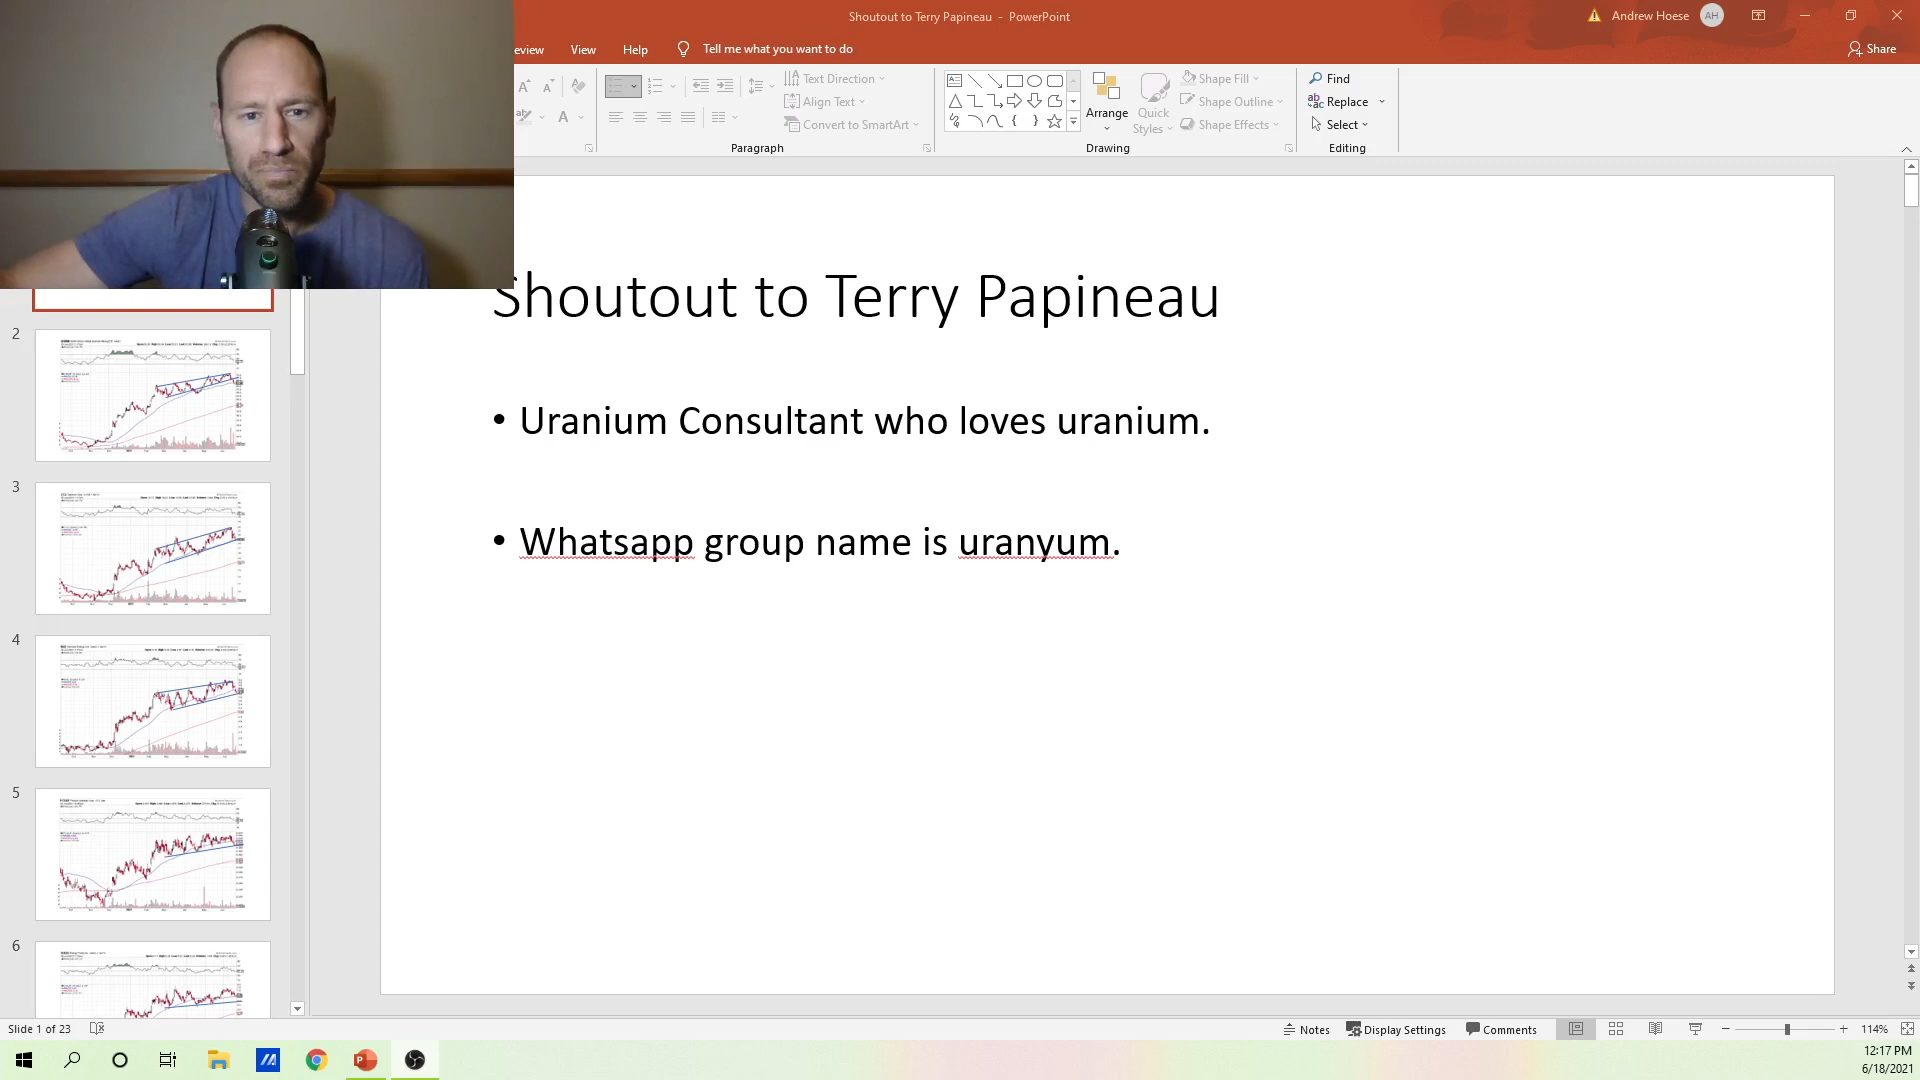 Shoutout to Terry Papineau - PowerPoint
Andrew Hoese
AH
View
Help
Tell me what you want to do
Share
Text Direction
Align Text
Convert to SmartArt
Paragraph
Arrange
Quick
Styles
Shape Fill
Shape Outline
Shape Effects
Drawing
Find
Replace
Select
Editing
Shoutout to Terry Papineau
• Uranium Consultant who loves uranium.
• Whatsapp group name is uranyum.
2
3
4
5
6
Slide 1 of 23
Notes
Display Settings
Comments
114%
12:17 PM
6/18/2021